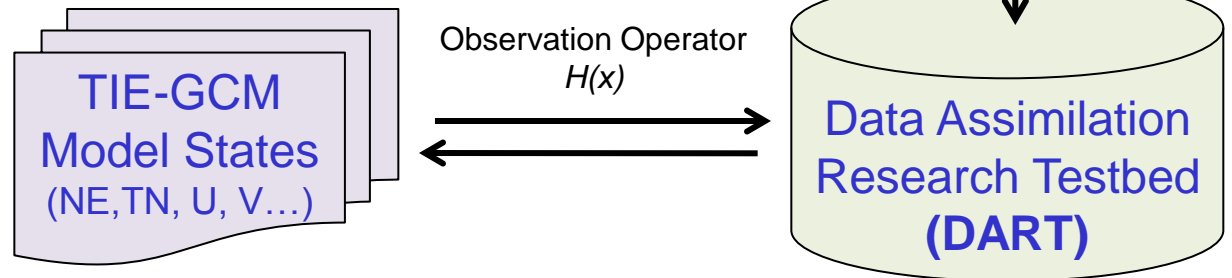 Observation Operator
H(x)
TIE-GCM
Model States
(NE,TN, U, V…)
Data Assimilation
Research Testbed
(DART)